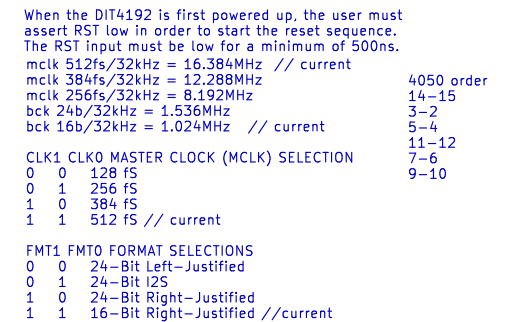 When the DIT4192 is first powered up, the user must
assert RST low in order to start the reset sequence.
The RST input must be low for a minimum of 500ns.
mclk 512fs/32kHz = 16.384MHz // current
mclk 384fs/32kHz = 12.288MHz
mclk 256fs/32kHz = 8.192MHz
bck 24b/32kHz = 1.536MHz
bck 16b/32kHz = 1.024MHz // current
4050 order
14-15
3-2
5-4
11-12
7-6
9-10
CLK1 CLK0 MASTER CLOCK (MCLK) SELECTION
0 0 128 fS
0 1 256 fS
1 0 384 fS
1 1 512 fS // current
FMT1 FMT0 FORMAT SELECTIONS
0 0 24-Bit Left-Justified
0 1 24-Bit I2S
1 0 24-Bit Right-Justified
1 1 16-Bit Right-Justified //current